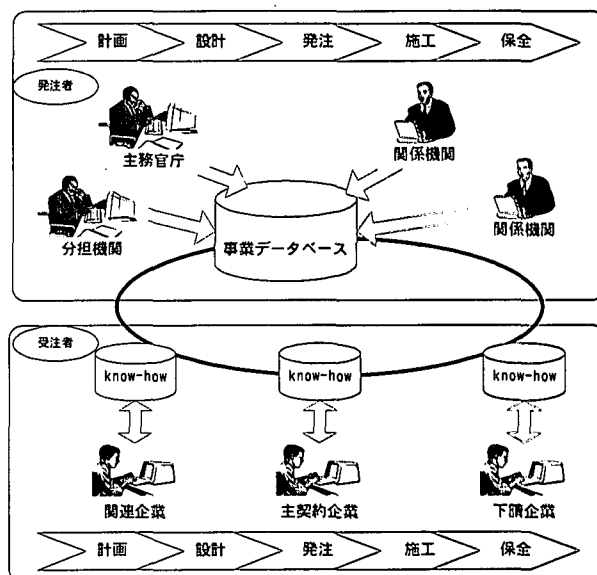 計画 設計 発注 施工 保全
発注者
主務官庁
関係機関
分担機関
関係機関
事業データベース
受注者
know-how
know-how
know-how
関連企業
主契約企業
下請企業
計画 設計 発注 施工 保全